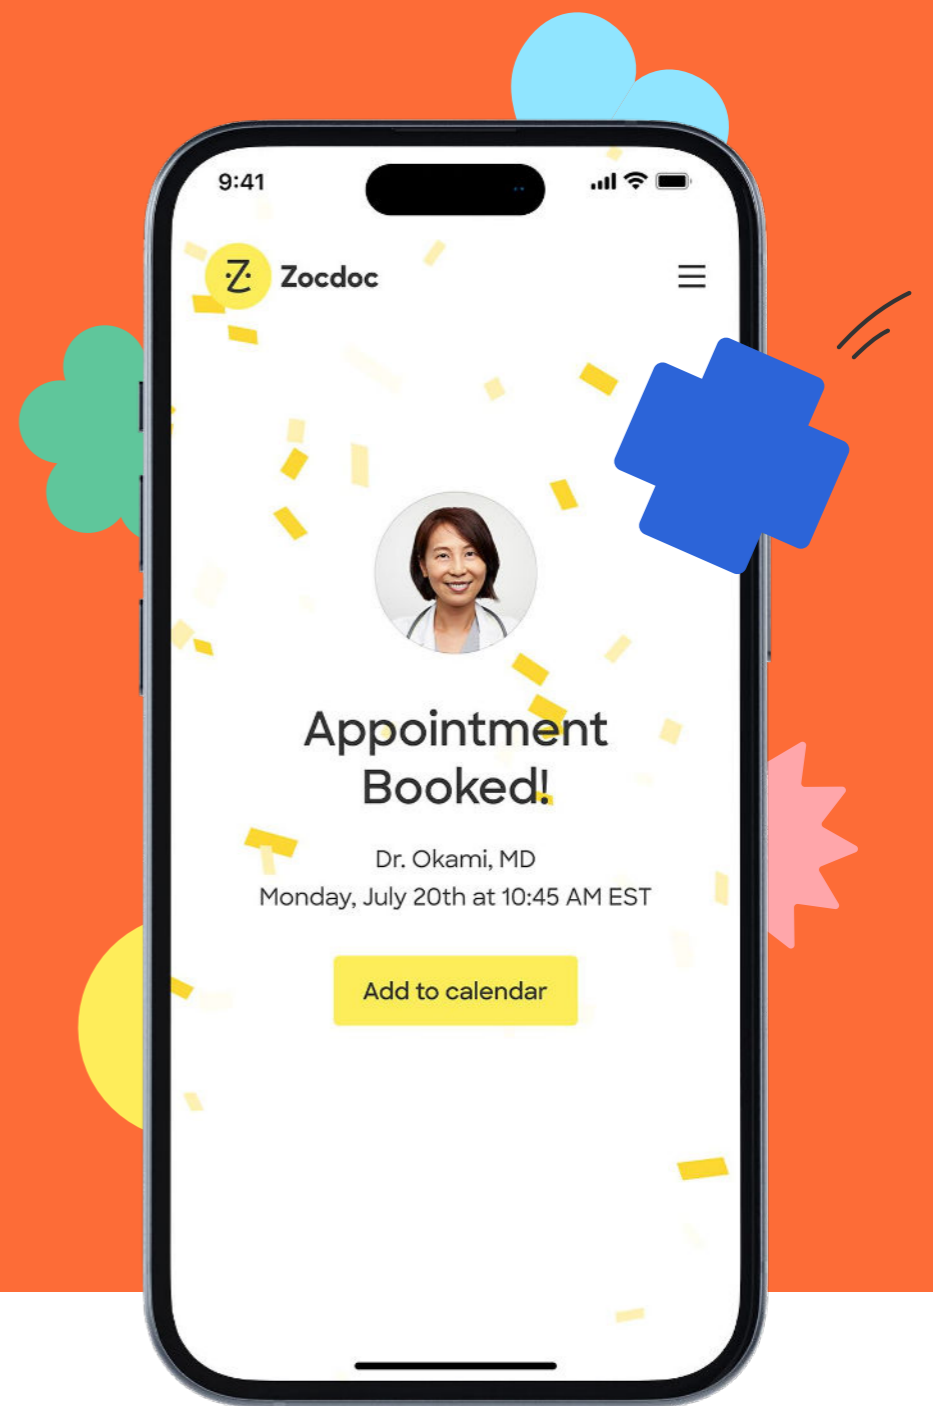 9:41
Zocdoc
Appointment
Booked!
Dr. Okami, MD
Monday, July 20th at 10:45 AM EST
Add to calendar